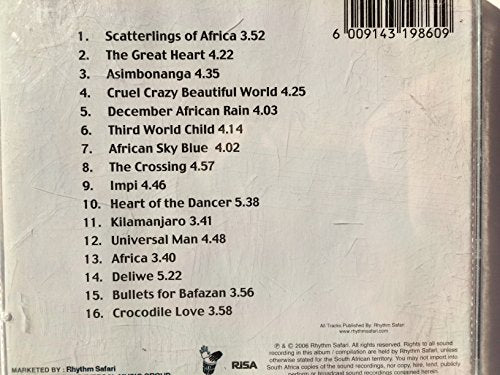 6 009143 198609
1. Scatterlings of Africa 3.52
2. The Great Heart 4.22
3. Asimbonanga 4.35
4. Cruel Crazy Beautiful World 4.25
5. December African Rain 4.03
6. Third World Child 4.14
7. African Sky Blue 4.02
8. The Crossing 4.57
9. Impi 4.46
10. Heart of the Dancer 5.38
11. Kilamanjaro 3.41
12. Universal Man 4.48
13. Africa 3.40
14. Deliwe 5.22
15. Bullets for Bafazan 3.56
16. Crocodile Love 3.58
All Tracks Published By: Rhythm Safari
www.rhythmsafari.com
MARKETED BY: Rhythm Safari
RISA
℗ & © 2006 Rhythm Safari. All rights reserved. Rights to all sound
recording in this album / compilation are held by Rhythm Safari, unless
otherwise stated for the South African territory. You may not import into
South Africa copies of the sound recordings, nor copy, hire, lend, publicly
perform or broadcast sound recordings contained herein.